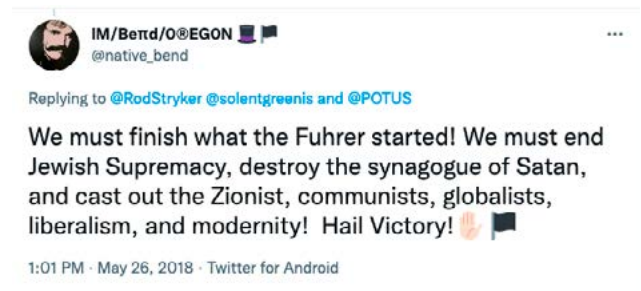 IM/Beπd/O®EGON 🎩🏴
@native_bend
Replying to @RodStryker @solentgreenis and @POTUS
We must finish what the Fuhrer started! We must end
Jewish Supremacy, destroy the synagogue of Satan,
and cast out the Zionist, communists, globalists,
liberalism, and modernity!  Hail Victory!✋🏻🏴
1:01 PM · May 26, 2018 · Twitter for Android